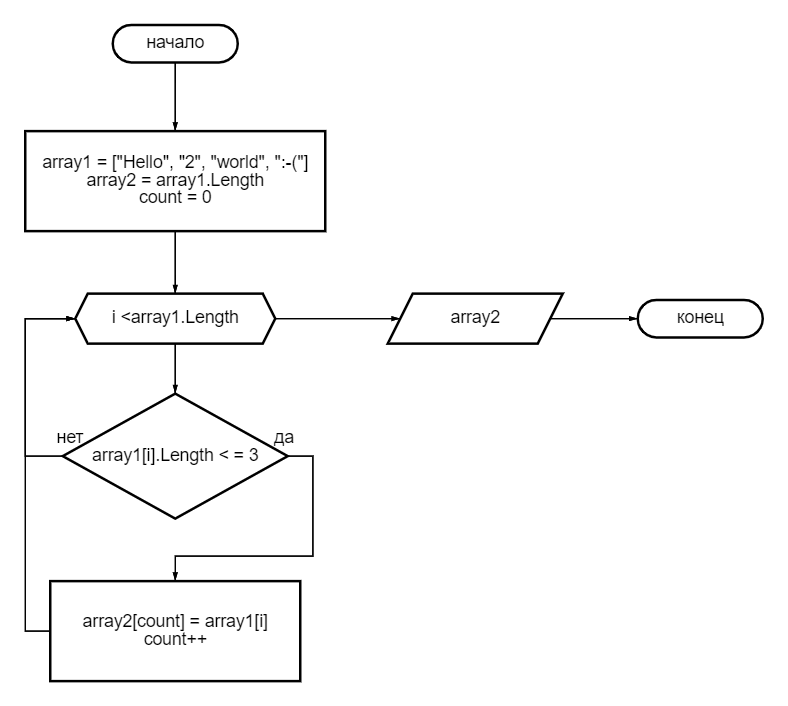 начало
array1 = ["Hello", "2", "world", ":-("]
array2 = array1.Length
count = 0
i <array1.Length
array2
конец
нет
да
array1[i].Length < = 3
array2[count] = array1[i]
count++